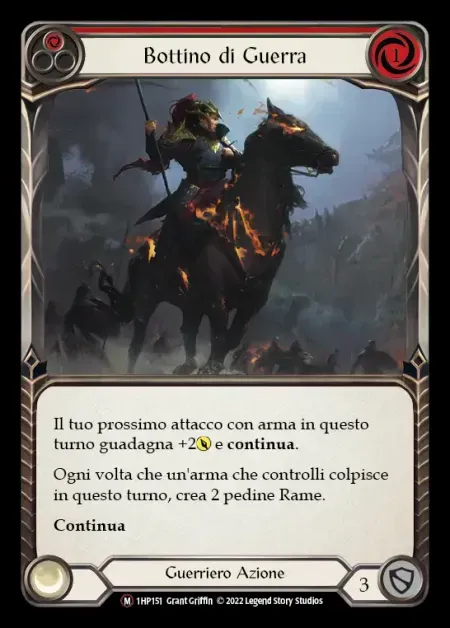 Bottino di Guerra
1
Il tuo prossimo attacco con arma in questo
turno guadagna +2 e continua.
Ogni volta che un'arma che controlli colpisce
in questo turno, crea 2 pedine Rame.
Continua
Guerriero Azione
3
M 1HP151 Grant Griffin © 2022 Legend Story Studios